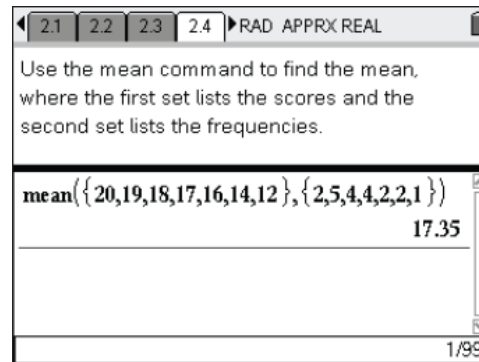 2.1 2.2 2.3 2.4 RAD APPRX REAL
Use the mean command to find the mean,
where the first set lists the scores and the
second set lists the frequencies.
mean({20,19,18,17,16,14,12},{2,5,4,4,2,2,1})
17.35
1/99